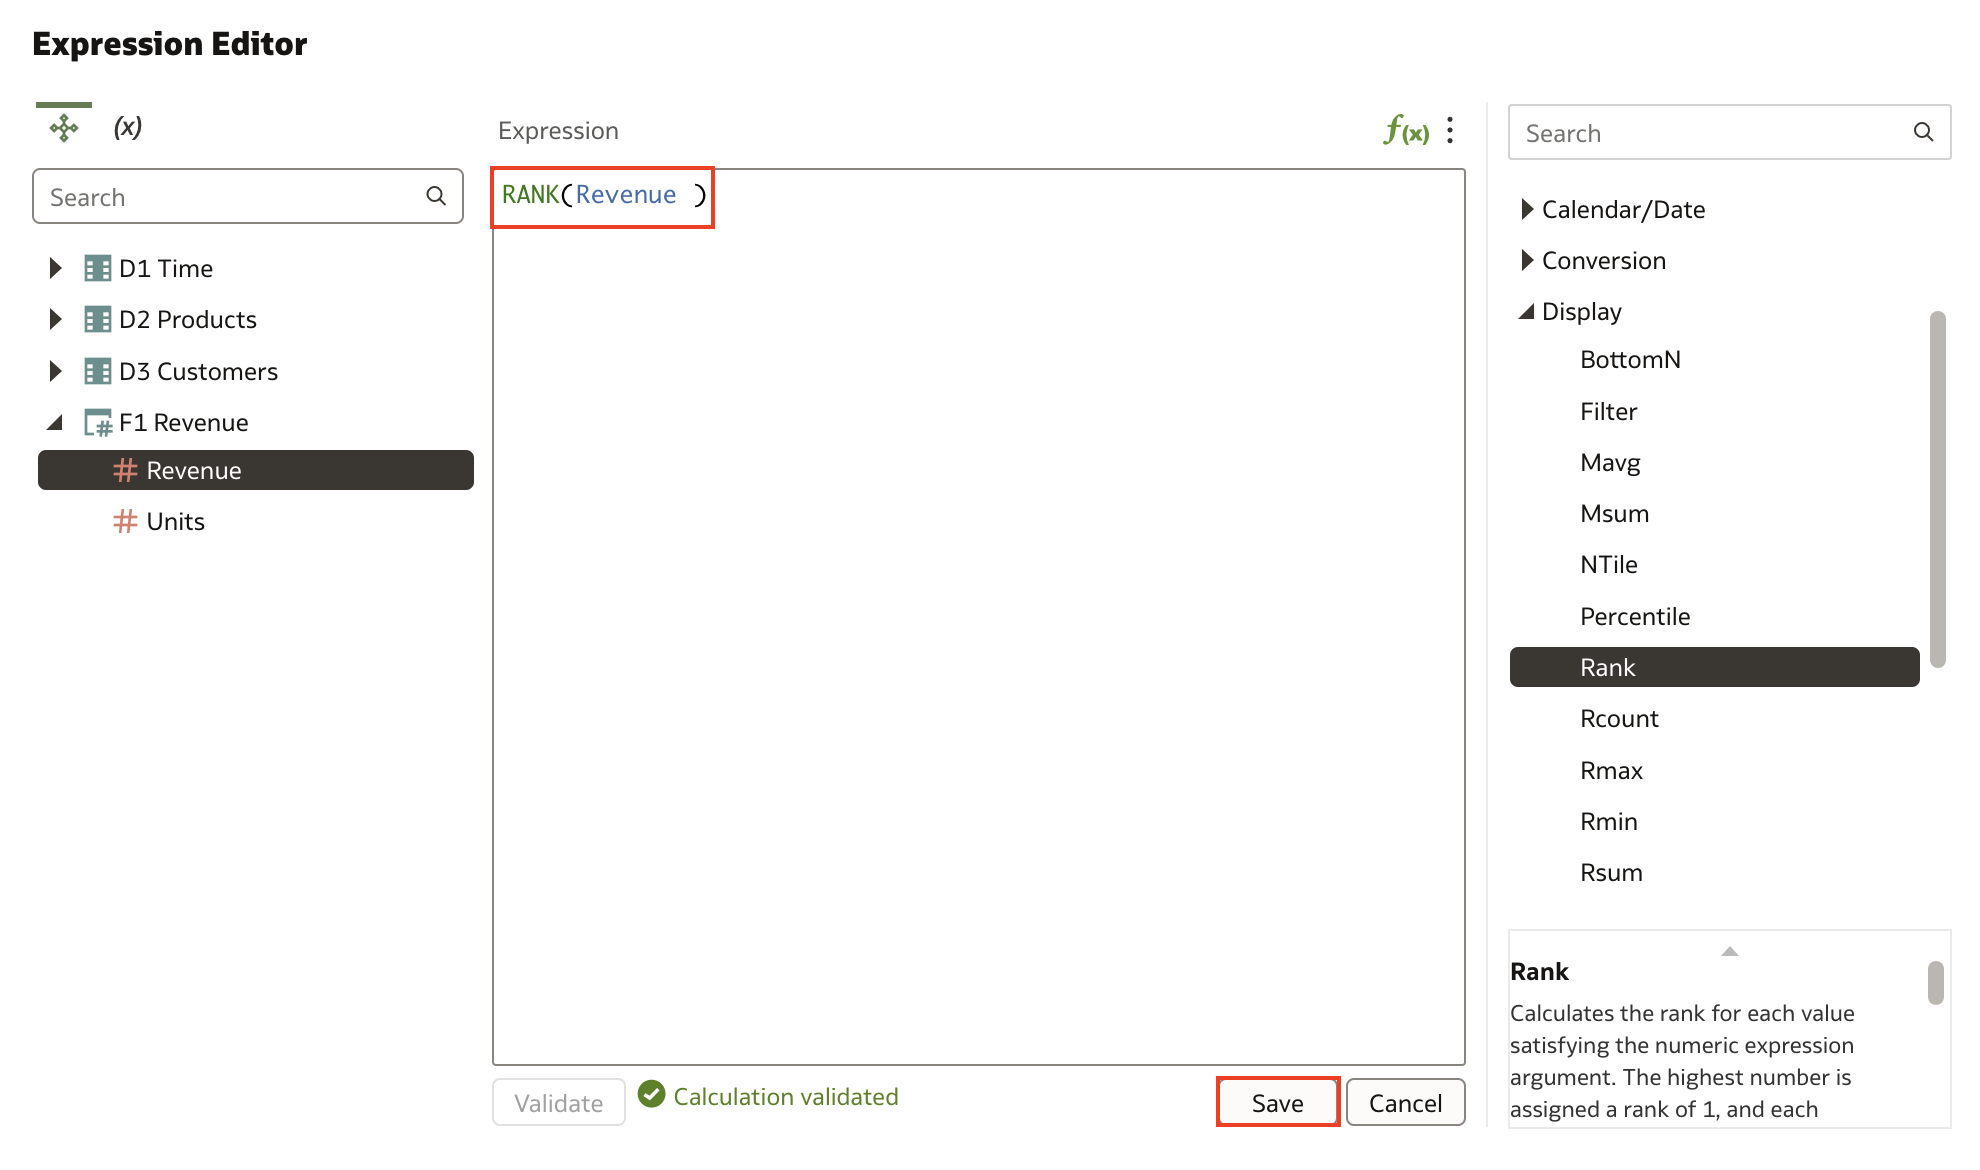 Expression Editor
(x)
Search
D1 Time
D2 Products
D3 Customers
F1 Revenue
# Revenue
# Units
Expression
f(x)
RANK(Revenue )
Validate
Calculation validated
Save
Cancel
Search
Calendar/Date
Conversion
Display
BottomN
Filter
Mavg
Msum
NTile
Percentile
Rank
Rcount
Rmax
Rmin
Rsum
Rank
Calculates the rank for each value
satisfying the numeric expression
argument. The highest number is
assigned a rank of 1, and each